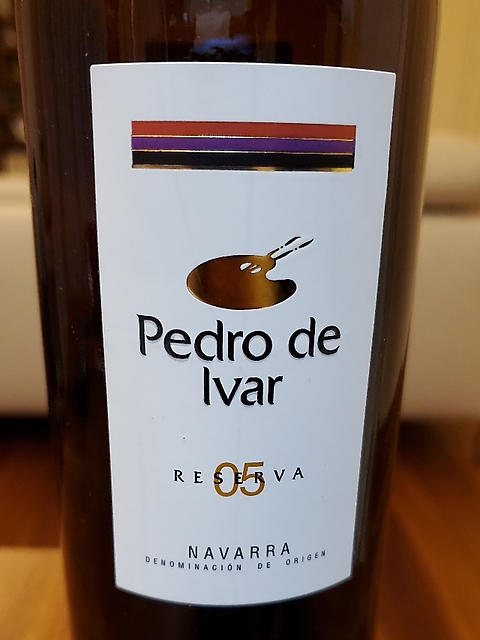 Pedro de
Ivar
RESERVA
05
NAVARRA
DENOMINACIÓN DE ORIGEN